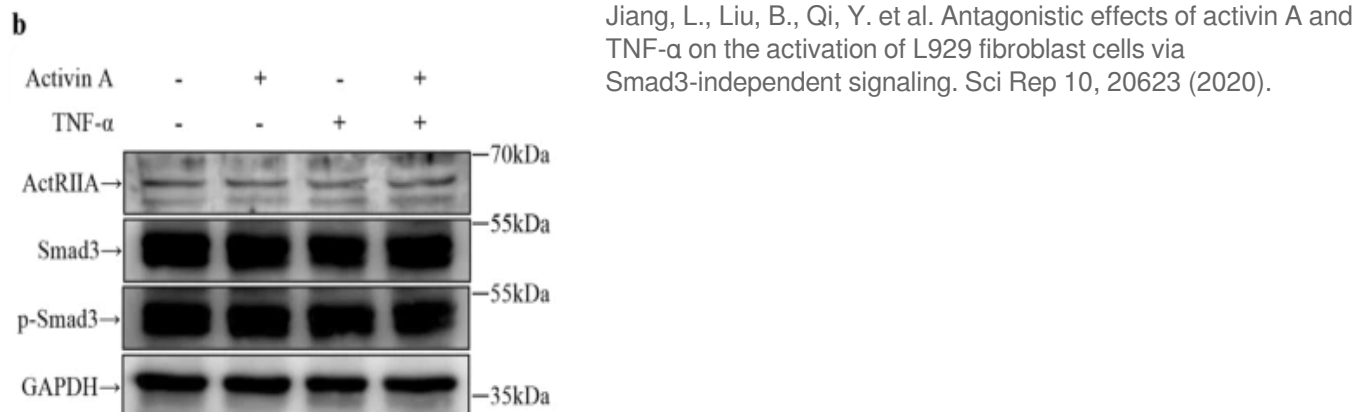 b
Activin A - + - +
TNF-α - - + +
—70kDa
ActRIIA→
—55kDa
Smad3→
—55kDa
p-Smad3→
GAPDH→
—35kDa
Jiang, L., Liu, B., Qi, Y. et al. Antagonistic effects of activin A and
TNF-α on the activation of L929 fibroblast cells via
Smad3-independent signaling. Sci Rep 10, 20623 (2020).